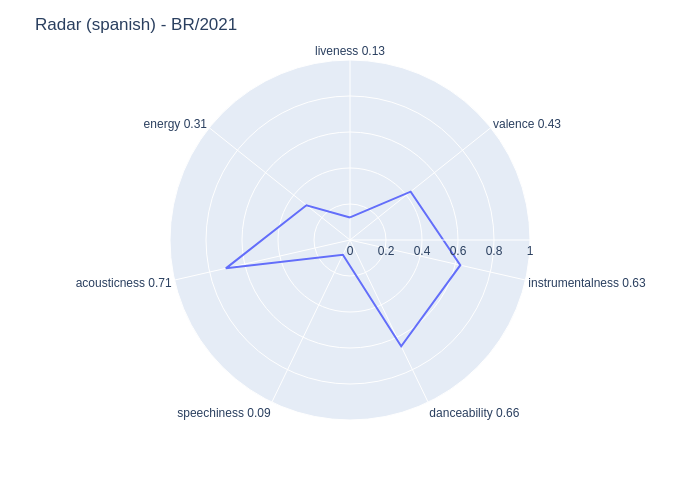 Radar (spanish) - BR/2021
liveness 0.13
energy 0.31
valence 0.43
0 0.2 0.4 0.6 0.8 1
acousticness 0.71
instrumentalness 0.63
speechiness 0.09
danceability 0.66